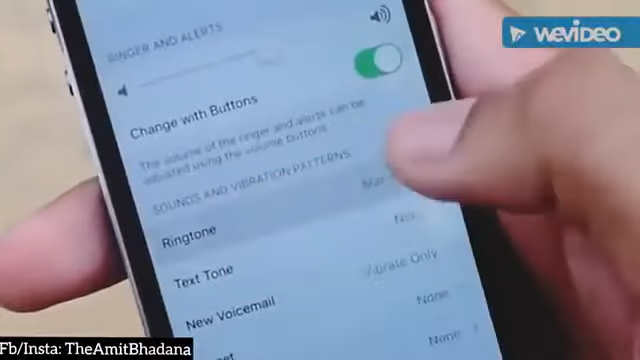 WEVIDEO
RINGER AND ALERTS
Change with Buttons
The volume of the ringer and alerts can be
adjusted using the volume buttons.
SOUNDS AND VIBRATION PATTERNS
Ringtone
Text Tone
New Voicemail Vibrate Only
None
None
Fb/Insta: TheAmitBhadana